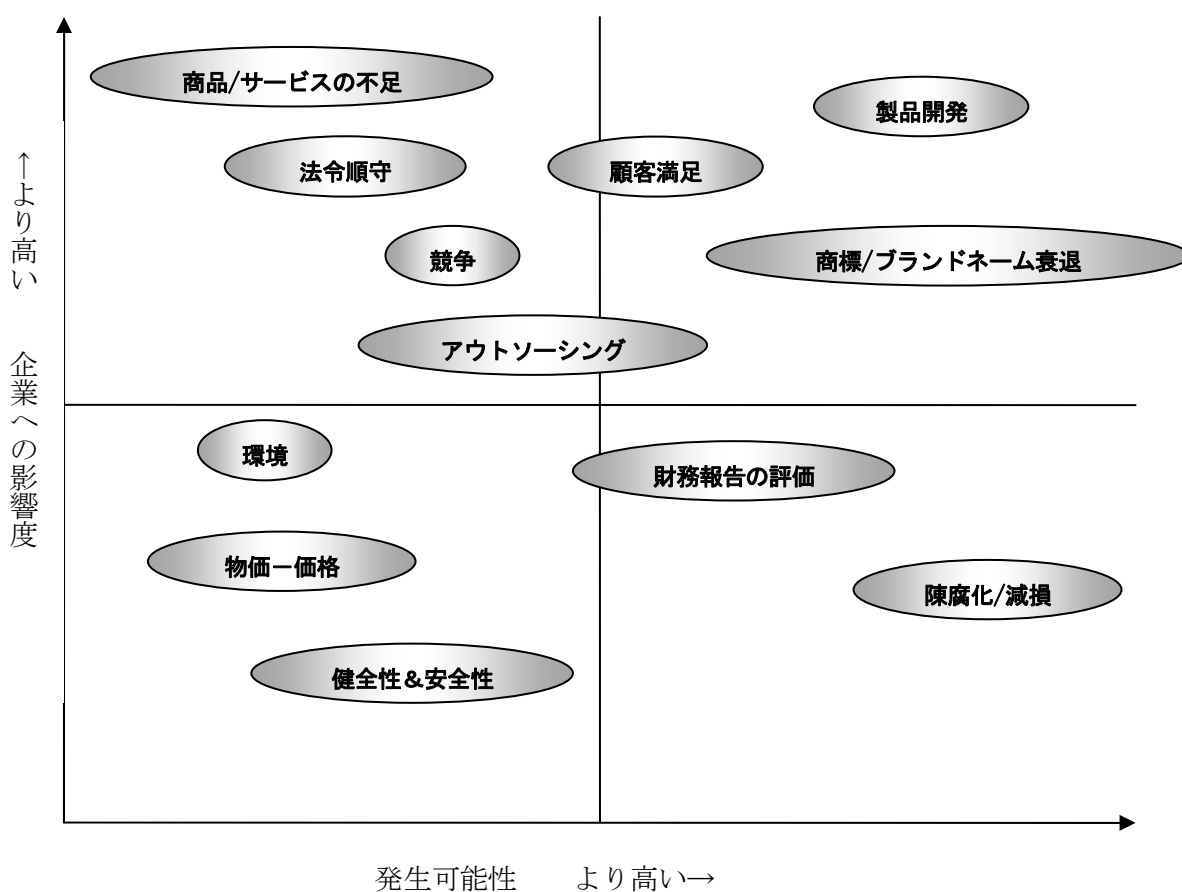 商品/サービスの不足
製品開発
法令順守
顧客満足
競争
商標/ブランドネーム衰退
アウトソーシング
←より高い　企業への影響度
環境
財務報告の評価
物価－価格
陳腐化/減損
健全性＆安全性
発生可能性　より高い→